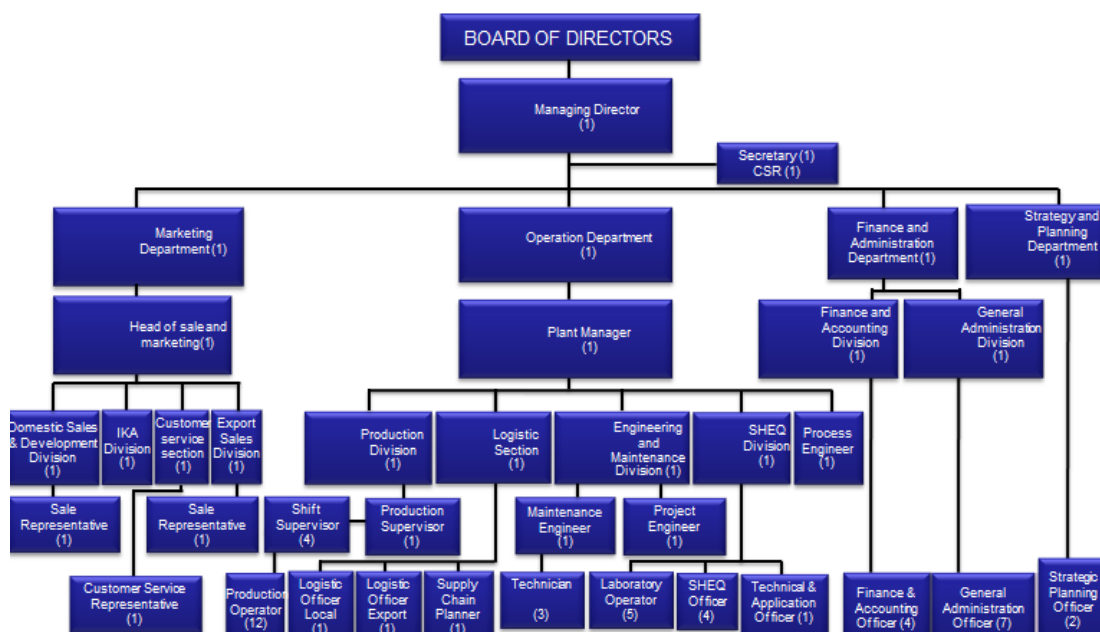 BOARD OF DIRECTORS
Managing Director
(1)
Secretary (1)
CSR (1)
Marketing
Department (1)
Operation Department
(1)
Finance and
Administration
Department (1)
Strategy and
Planning
Department
(1)
Head of sale and
marketing(1)
Plant Manager
(1)
Finance and
Accounting
Division
(1)
General
Administration
Division
(1)
Domestic Sales
& Development
Division
(1)
IKA
Division
(1)
Customer
service
section
(1)
Export
Sales
Division
(1)
Production
Division
(1)
Logistic
Section
(1)
Engineering
and
Maintenance
Division (1)
SHEQ
Division
(1)
Process
Engineer
(1)
Sale
Representative
(1)
Sale
Representative
(1)
Shift
Supervisor
(4)
Production
Supervisor
(1)
Maintenance
Engineer
(1)
Project
Engineer
(1)
Customer Service
Representative
(1)
Production
Operator
(12)
Logistic
Officer
Local
(1)
Logistic
Officer
Export
(1)
Supply
Chain
Planner
(1)
Technician
(3)
Laboratory
Operator
(5)
SHEQ
Officer
(4)
Technical &
Application
Officer (1)
Finance &
Accounting
Officer (4)
General
Administration
Officer (7)
Strategic
Planning
Officer
(2)